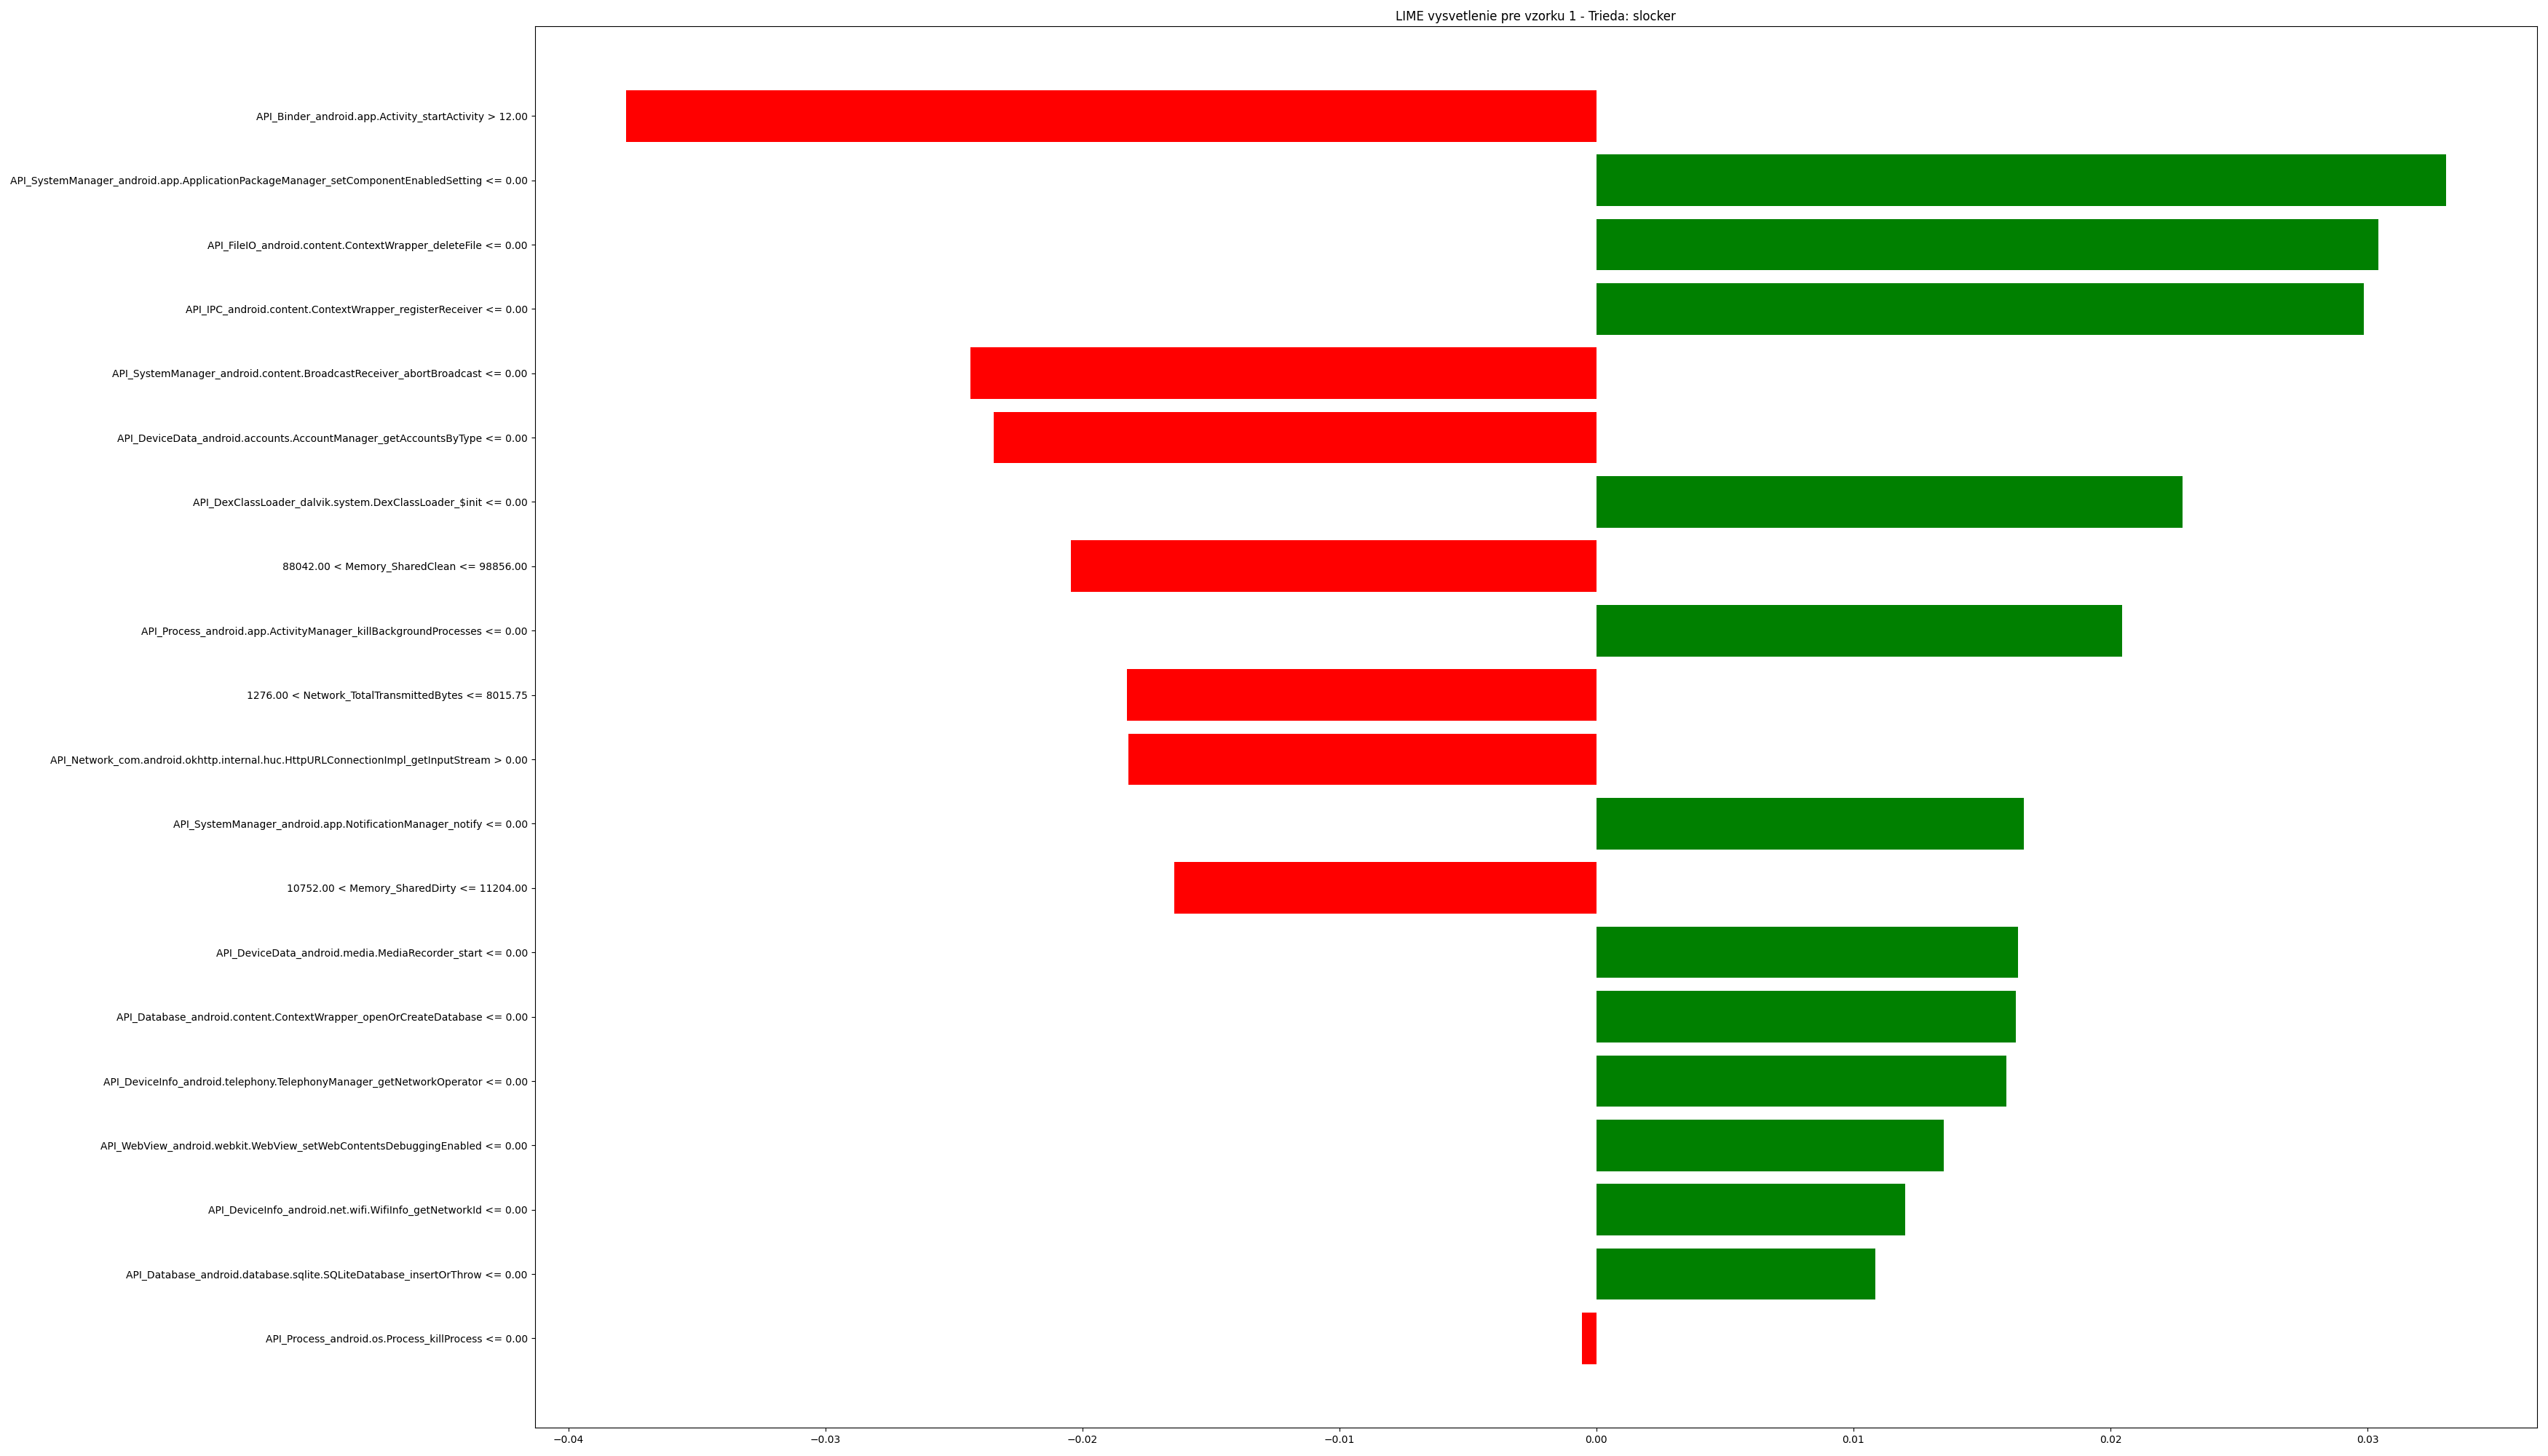 LIME vysvetlenie pre vzorku 1 - Trieda: slocker
API_Binder_android.app.Activity_startActivity > 12.00
API_SystemManager_android.app.ApplicationPackageManager_setComponentEnabledSetting <= 0.00
API_FileIO_android.content.ContextWrapper_deleteFile <= 0.00
API_IPC_android.content.ContextWrapper_registerReceiver <= 0.00
API_SystemManager_android.content.BroadcastReceiver_abortBroadcast <= 0.00
API_DeviceData_android.accounts.AccountManager_getAccountsByType <= 0.00
API_DexClassLoader_dalvik.system.DexClassLoader_$init <= 0.00
88042.00 < Memory_SharedClean <= 98856.00
API_Process_android.app.ActivityManager_killBackgroundProcesses <= 0.00
1276.00 < Network_TotalTransmittedBytes <= 8015.75
API_Network_com.android.okhttp.internal.huc.HttpURLConnectionImpl_getInputStream > 0.00
API_SystemManager_android.app.NotificationManager_notify <= 0.00
10752.00 < Memory_SharedDirty <= 11204.00
API_DeviceData_android.media.MediaRecorder_start <= 0.00
API_Database_android.content.ContextWrapper_openOrCreateDatabase <= 0.00
API_DeviceInfo_android.telephony.TelephonyManager_getNetworkOperator <= 0.00
API_WebView_android.webkit.WebView_setWebContentsDebuggingEnabled <= 0.00
API_DeviceInfo_android.net.wifi.WifiInfo_getNetworkId <= 0.00
API_Database_android.database.sqlite.SQLiteDatabase_insertOrThrow <= 0.00
API_Process_android.os.Process_killProcess <= 0.00
−0.04 −0.03 −0.02 −0.01 0.00 0.01 0.02 0.03